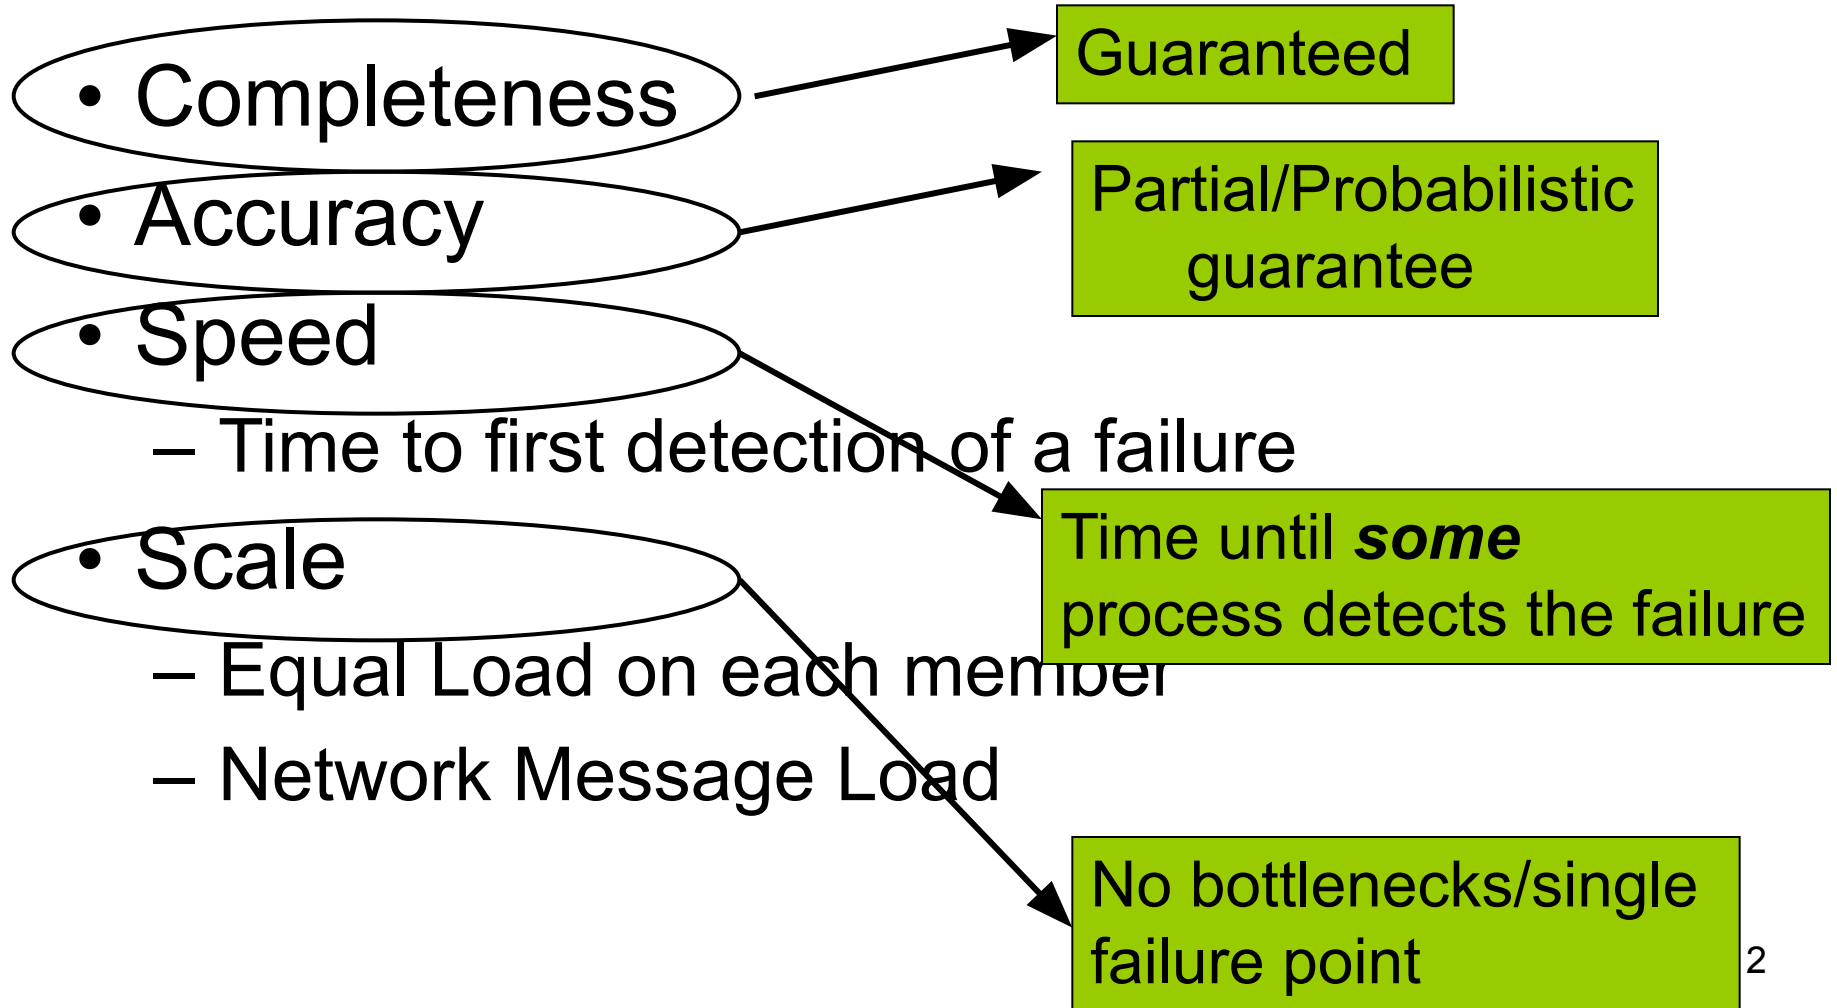 • Completeness
Guaranteed
• Accuracy
Partial/Probabilistic
guarantee
• Speed
– Time to first detection of a failure
Time until some
process detects the failure
• Scale
– Equal Load on each member
– Network Message Load
No bottlenecks/single
failure point
2